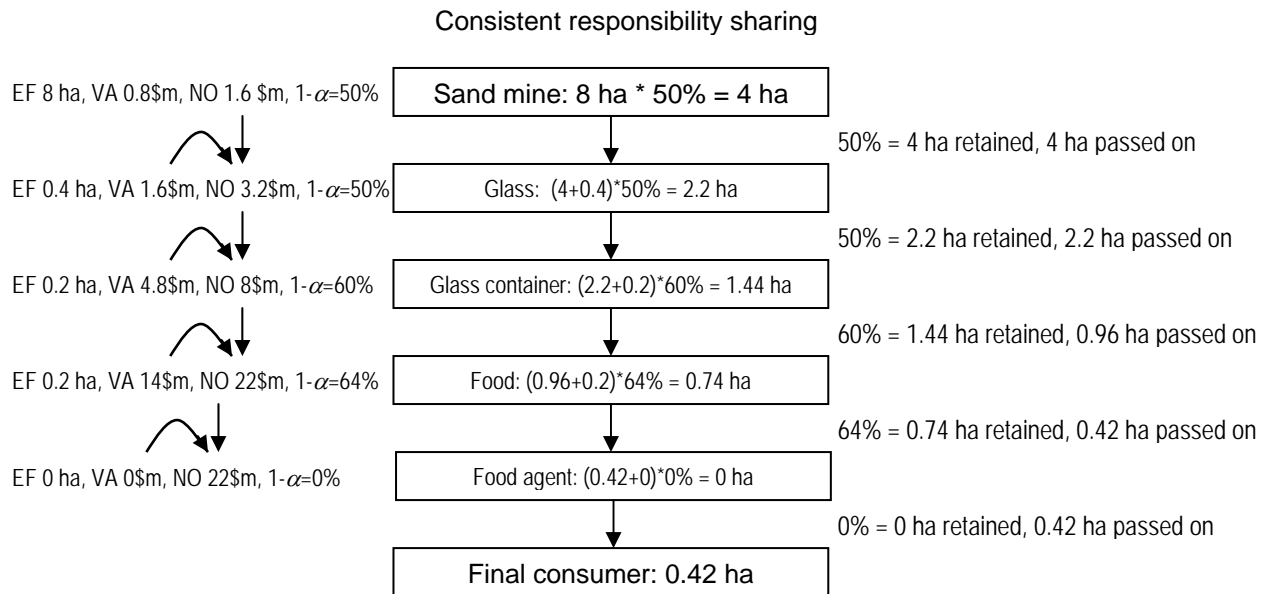 Consistent responsibility sharing
EF 8 ha, VA 0.8$m, NO 1.6 $m, 1-α=50%
Sand mine: 8 ha * 50% = 4 ha
50% = 4 ha retained, 4 ha passed on
EF 0.4 ha, VA 1.6$m, NO 3.2$m, 1-α=50%
Glass: (4+0.4)*50% = 2.2 ha
50% = 2.2 ha retained, 2.2 ha passed on
EF 0.2 ha, VA 4.8$m, NO 8$m, 1-α=60%
Glass container: (2.2+0.2)*60% = 1.44 ha
60% = 1.44 ha retained, 0.96 ha passed on
EF 0.2 ha, VA 14$m, NO 22$m, 1-α=64%
Food: (0.96+0.2)*64% = 0.74 ha
64% = 0.74 ha retained, 0.42 ha passed on
EF 0 ha, VA 0$m, NO 22$m, 1-α=0%
Food agent: (0.42+0)*0% = 0 ha
0% = 0 ha retained, 0.42 ha passed on
Final consumer: 0.42 ha